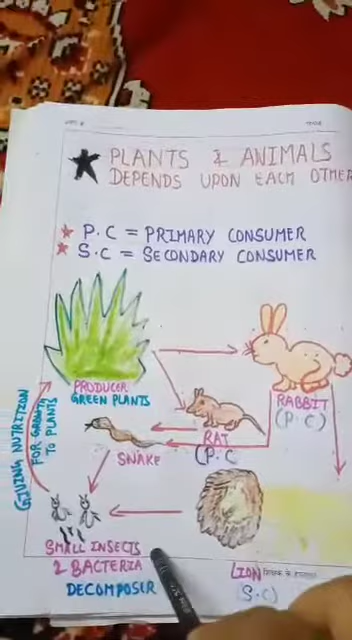 PLANTS & ANIMALS
DEPENDS UPON EACH OTHER
P.C = PRIMARY CONSUMER
S.C = SECONDARY CONSUMER
PRODUCER
GREEN PLANTS
RABBIT
(P.C)
RAT
(P.C
SNAKE
GIVING NUTRITION
FOR GROWTH
TO PLANTS
SMALL INSECTS
2 BACTERIA
DECOMPOSER
LION
(S.C)